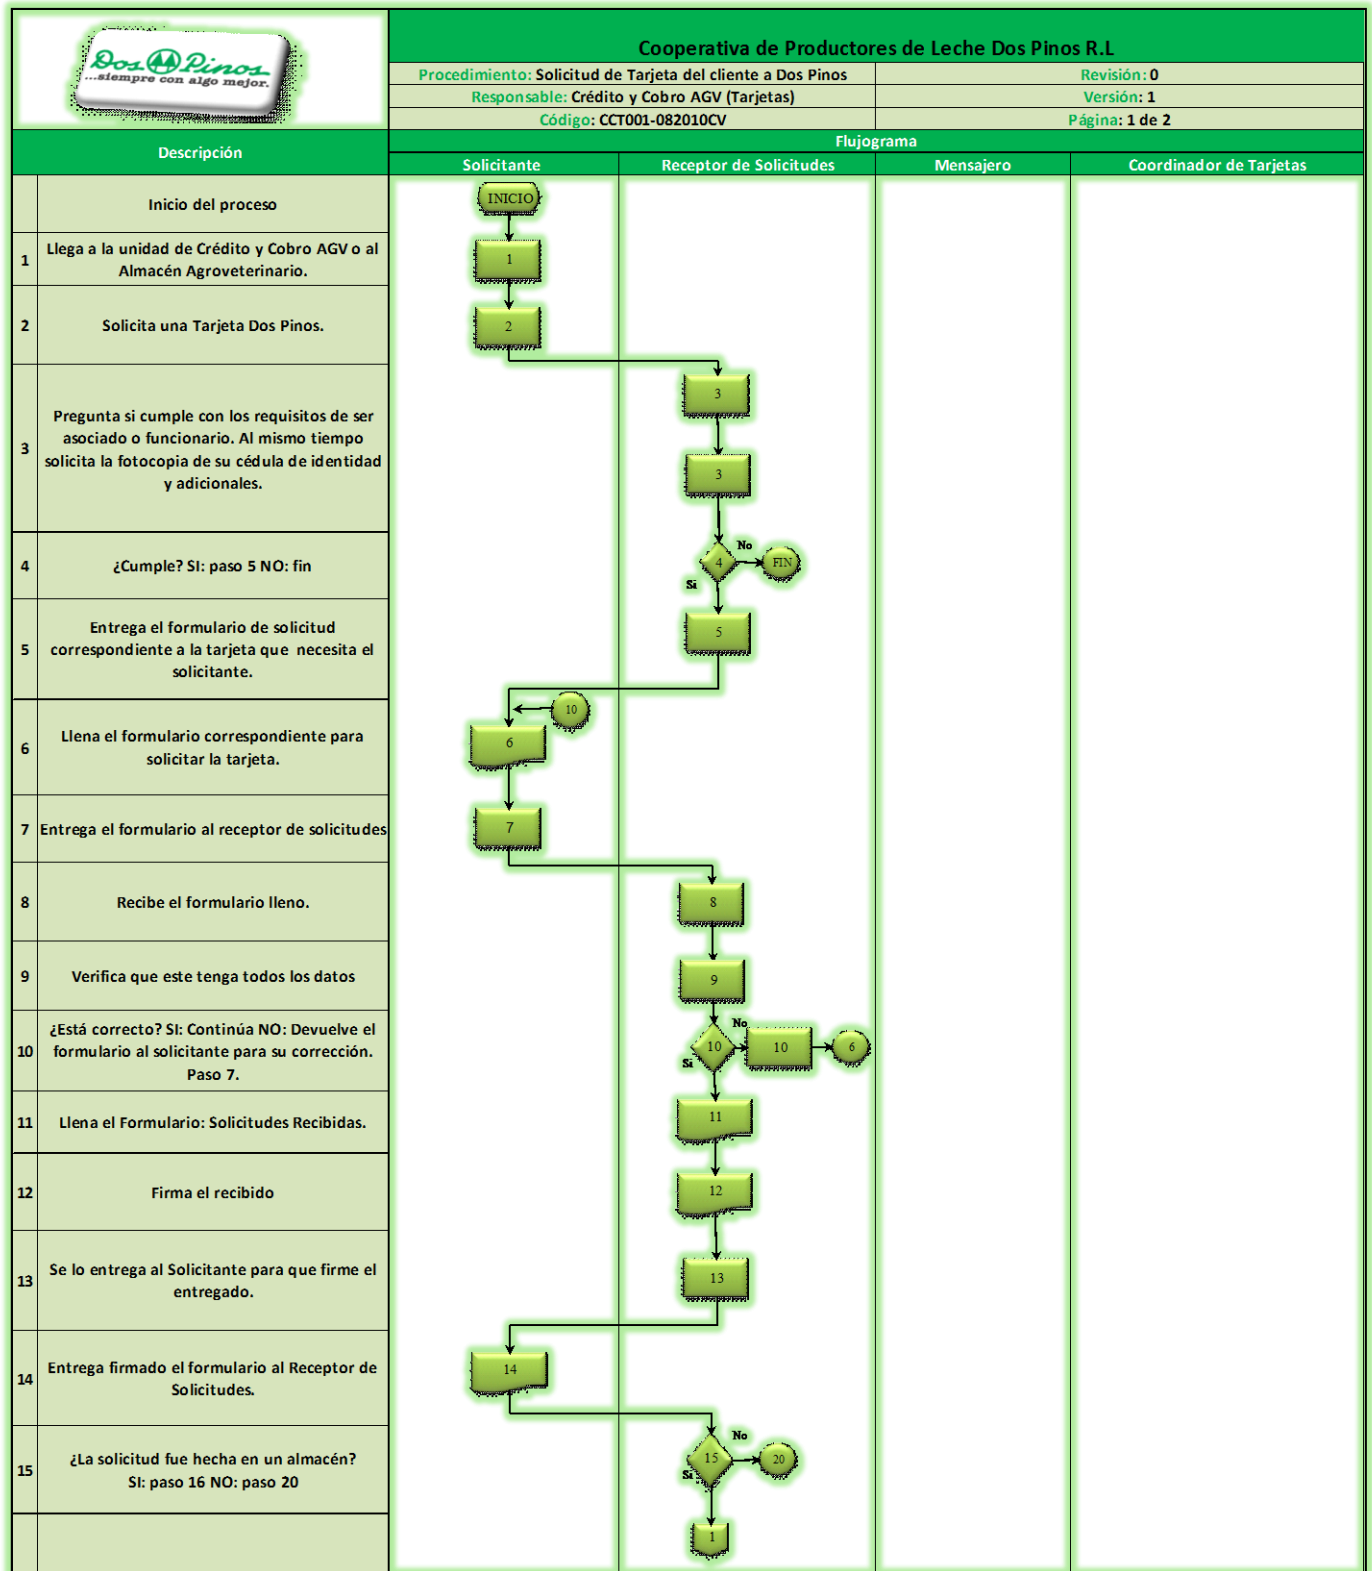 Dos Pinos
...siempre con algo mejor.
Cooperativa de Productores de Leche Dos Pinos R.L
Procedimiento: Solicitud de Tarjeta del cliente a Dos Pinos
Revisión: 0
Responsable: Crédito y Cobro AGV (Tarjetas)
Versión: 1
Código: CCT001-082010CV
Página: 1 de 2
Descripción
Flujograma
Solicitante
Receptor de Solicitudes
Mensajero
Coordinador de Tarjetas
Inicio del proceso
INICIO
1
Llega a la unidad de Crédito y Cobro AGV o al
Almacén Agroveterinario.
1
2
Solicita una Tarjeta Dos Pinos.
2
3
Pregunta si cumple con los requisitos de ser
asociado o funcionario. Al mismo tiempo
solicita la fotocopia de su cédula de identidad
y adicionales.
3
3
4
¿Cumple? SI: paso 5 NO: fin
4
No
FIN
Si
5
Entrega el formulario de solicitud
correspondiente a la tarjeta que  necesita el
solicitante.
5
10
6
Llena el formulario correspondiente para
solicitar la tarjeta.
6
7
Entrega el formulario al receptor de solicitudes
7
8
Recibe el formulario lleno.
8
9
Verifica que este tenga todos los datos
9
10
¿Está correcto? SI: Continúa NO: Devuelve el
formulario al solicitante para su corrección.
Paso 7.
10
No
10
6
Si
11
Llena el Formulario: Solicitudes Recibidas.
11
12
Firma el recibido
12
13
Se lo entrega al Solicitante para que firme el
entregado.
13
14
Entrega firmado el formulario al Receptor de
Solicitudes.
14
15
¿La solicitud fue hecha en un almacén?
SI: paso 16 NO: paso 20
15
No
20
Si
1